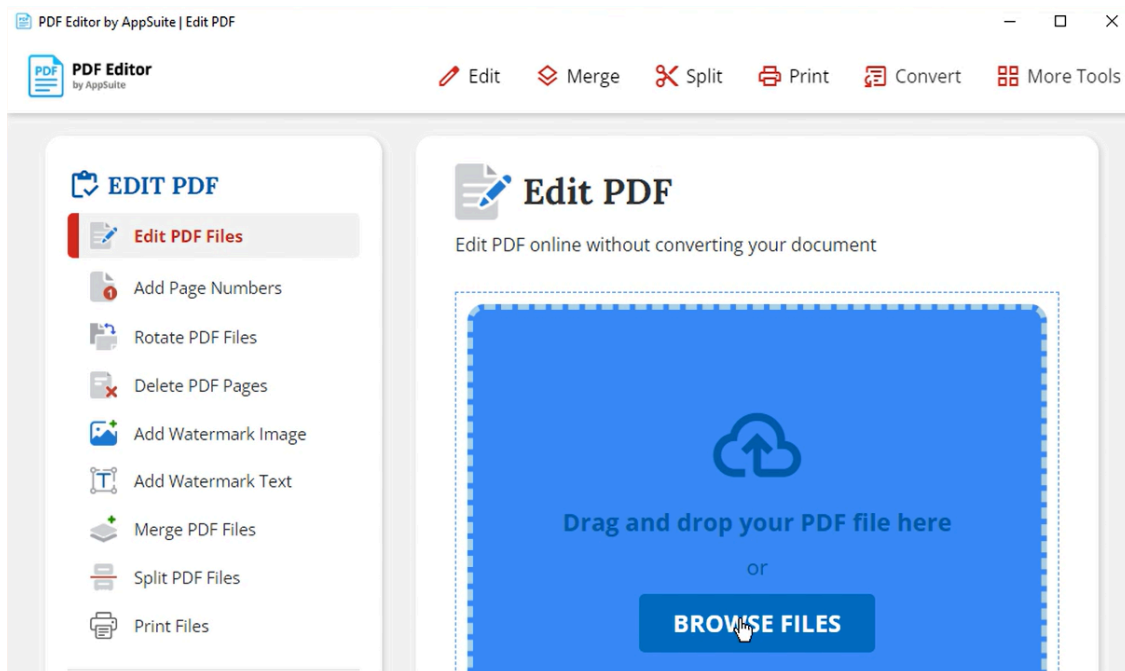 PDF Editor by AppSuite | Edit PDF
PDF
PDF Editor
by AppSuite
Edit
Merge
Split
Print
Convert
More Tools
EDIT PDF
Edit PDF Files
1
Add Page Numbers
Rotate PDF Files
Delete PDF Pages
Add Watermark Image
T
Add Watermark Text
Merge PDF Files
Split PDF Files
Print Files
Edit PDF
Edit PDF online without converting your document
Drag and drop your PDF file here
or
BROWSE FILES